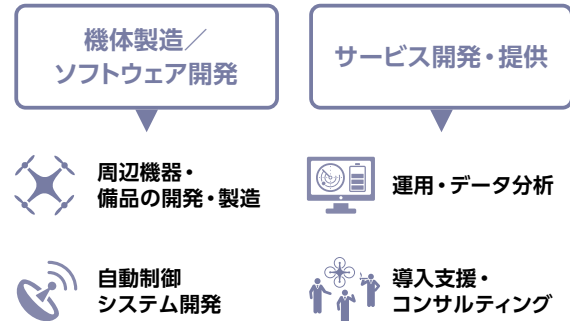 機体製造／
ソフトウェア開発
サービス開発・提供
周辺機器・
備品の開発・製造
運用・データ分析
自動制御
システム開発
導入支援・
コンサルティング